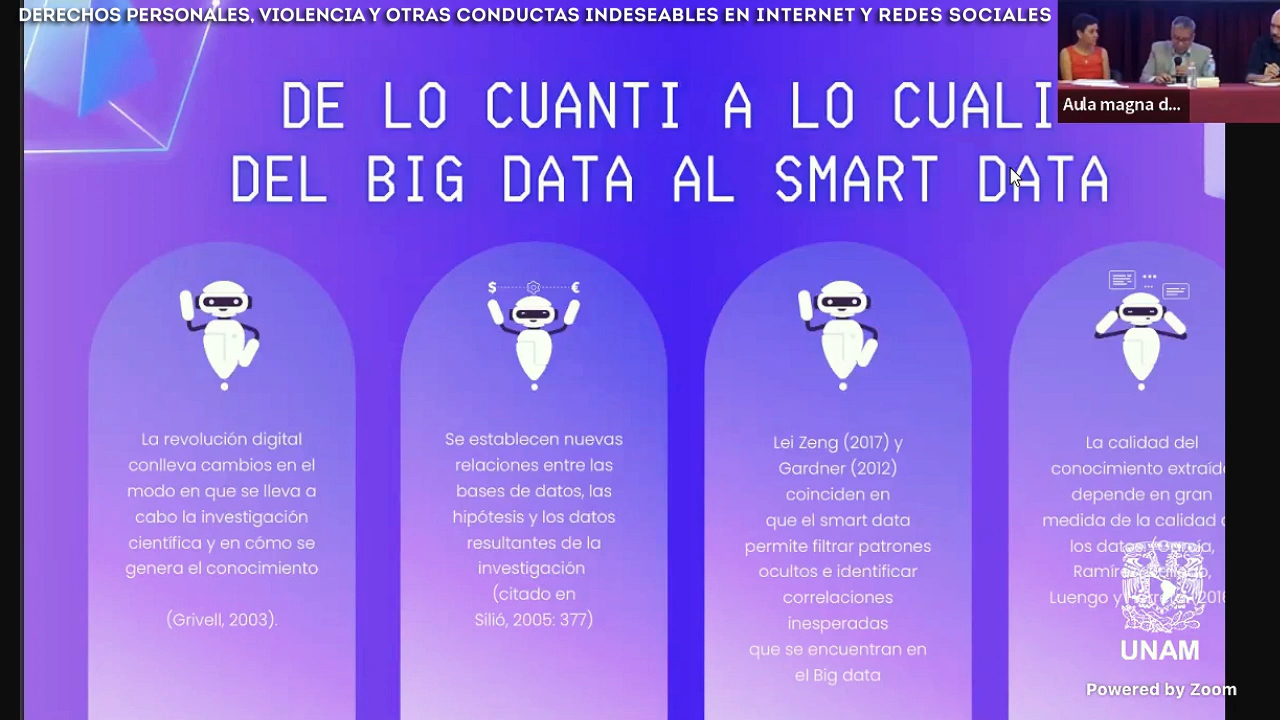 DERECHOS PERSONALES, VIOLENCIA Y OTRAS CONDUCTAS INDESEABLES EN INTERNET Y REDES SOCIALES
Aula magna d...
DE LO CUANTI A LO CUALI
DEL BIG DATA AL SMART DATA
La revolución digital
conlleva cambios en el
modo en que se lleva a
cabo la investigación
científica y en cómo se
genera el conocimiento
(Grivell, 2003).
$ €
Se establecen nuevas
relaciones entre las
bases de datos, las
hipótesis y los datos
resultantes de la
investigación
(citado en
Silió, 2005: 377)
Lei Zeng (2017) y
Gardner (2012)
coinciden en
que el smart data
permite filtrar patrones
ocultos e identificar
correlaciones
inesperadas
que se encuentran en
el Big data
La calidad del
conocimiento
depende en gran
medida de la calidad
los
Luengo y
UNAM
Powered by Zoom